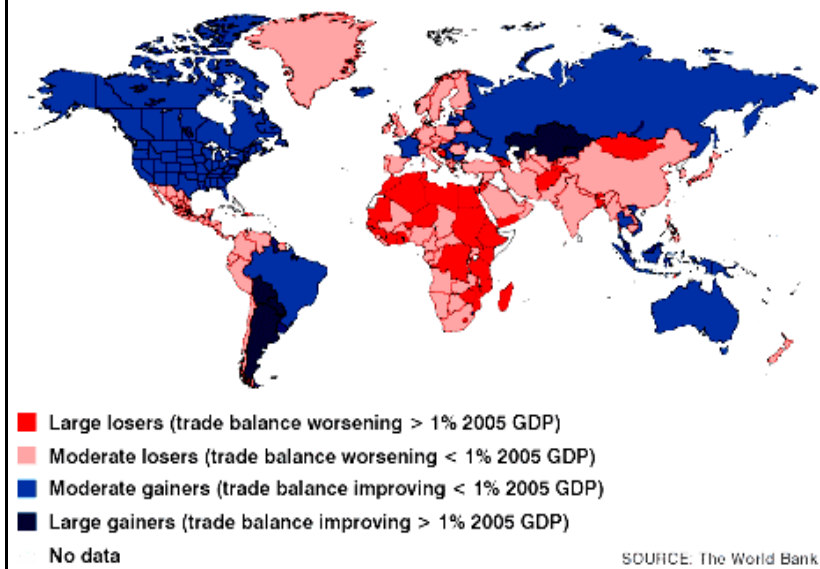 Large losers (trade balance worsening > 1% 2005 GDP)
Moderate losers (trade balance worsening < 1% 2005 GDP)
Moderate gainers (trade balance improving < 1% 2005 GDP)
Large gainers (trade balance improving > 1% 2005 GDP)
No data
SOURCE: The World Bank